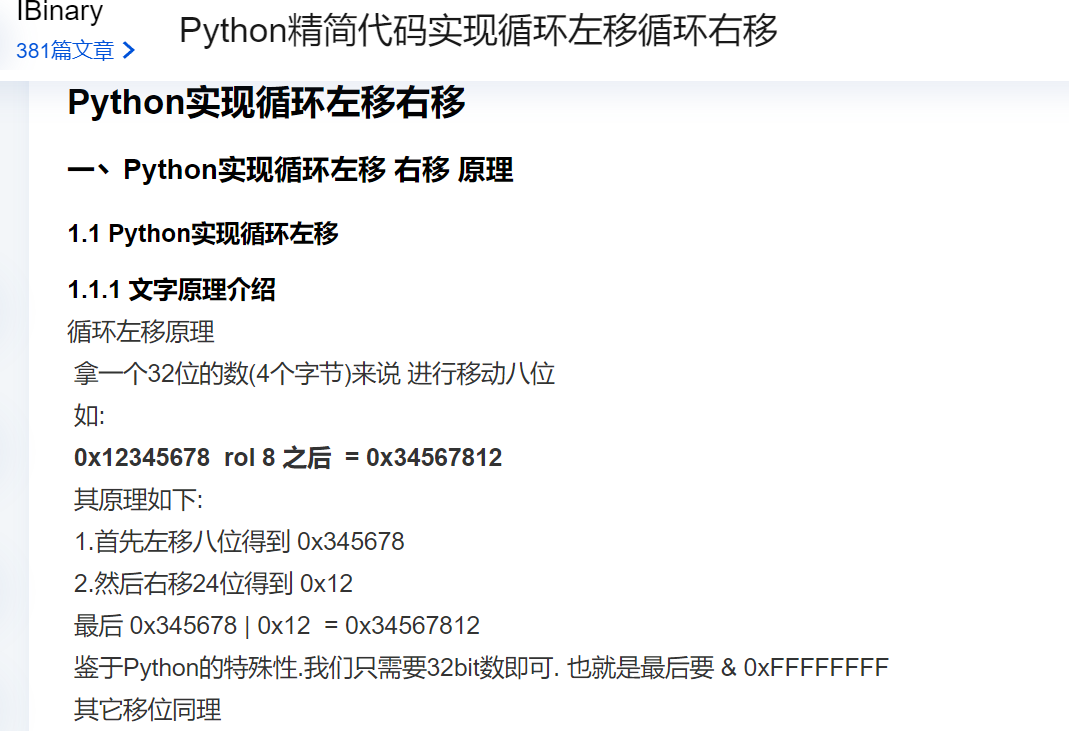 IBinary
381篇文章
Python精简代码实现循环左移循环右移
Python实现循环左移右移
一、Python实现循环左移 右移 原理
1.1 Python实现循环左移
1.1.1 文字原理介绍
循环左移原理
拿一个32位的数(4个字节)来说 进行移动八位
如:
0x12345678 rol 8 之后 = 0x34567812
其原理如下:
1.首先左移八位得到 0x345678
2.然后右移24位得到 0x12
最后 0x345678 | 0x12 = 0x34567812
鉴于Python的特殊性.我们只需要32bit数即可. 也就是最后要 & 0xFFFFFFFF
其它移位同理